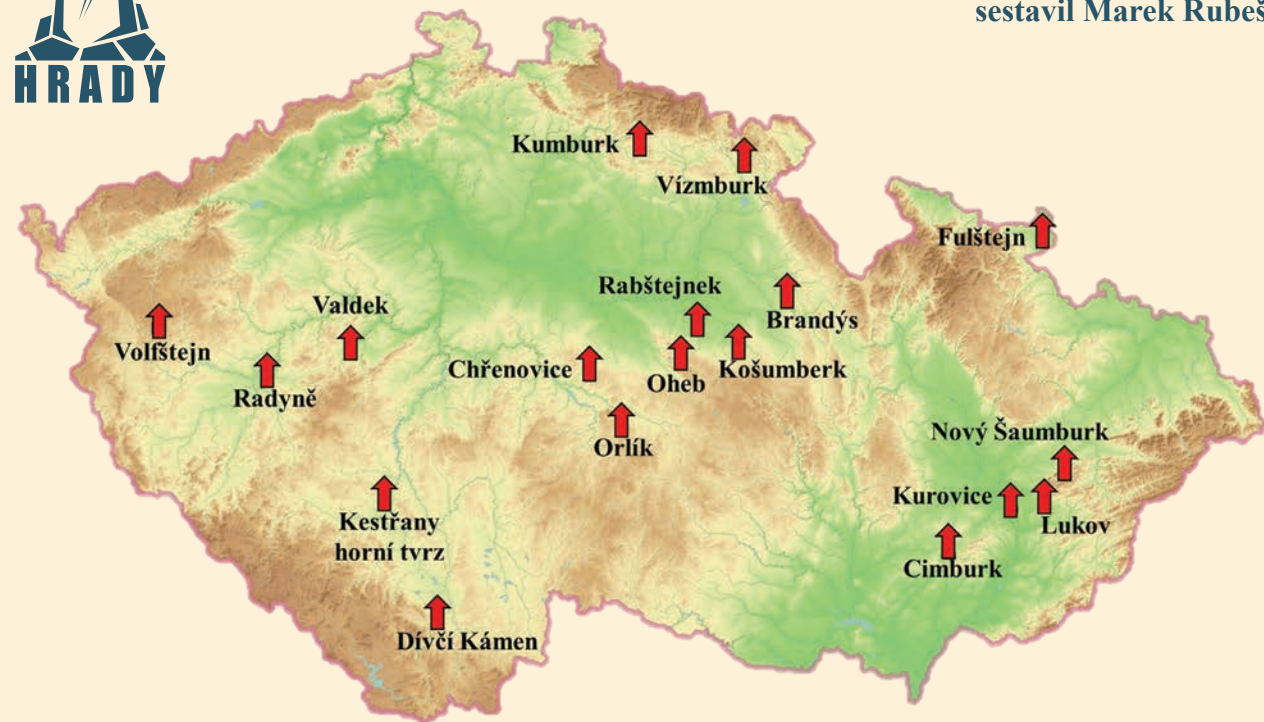 sestavil Marek Rubeš
HRADY
Kumburk
Vízmburk
Fulštejn
Rabštejnek
Valdek
Brandýs
Volfštejn
Chřenovice
Oheb
Košumberk
Radyně
Nový Šaumburk
Orlík
Kurovice
Kestřany
horní tvrz
Lukov
Cimburk
Dívčí Kámen